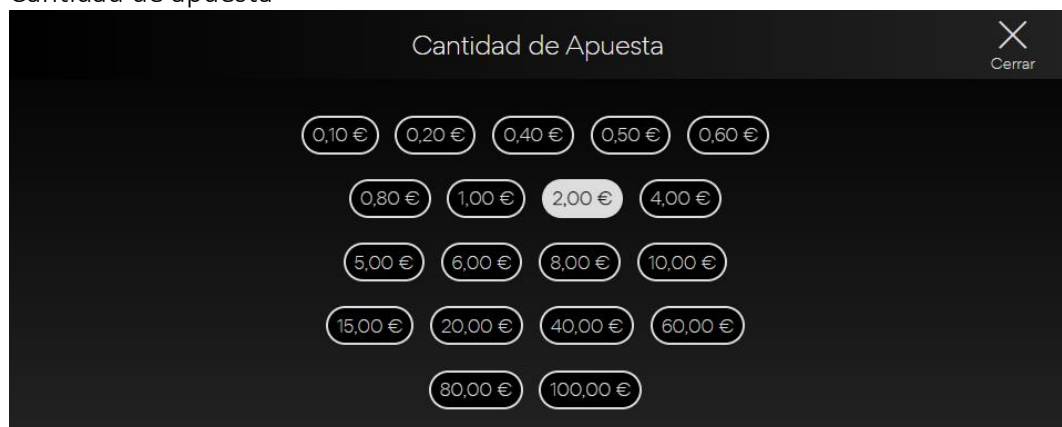 Cantidad de apuesta
Cantidad de Apuesta
Cerrar
0,10 € 0,20 € 0,40 € 0,50 € 0,60 €
0,80 € 1,00 € 2,00 € 4,00 €
5,00 € 6,00 € 8,00 € 10,00 €
15,00 € 20,00 € 40,00 € 60,00 €
80,00 € 100,00 €